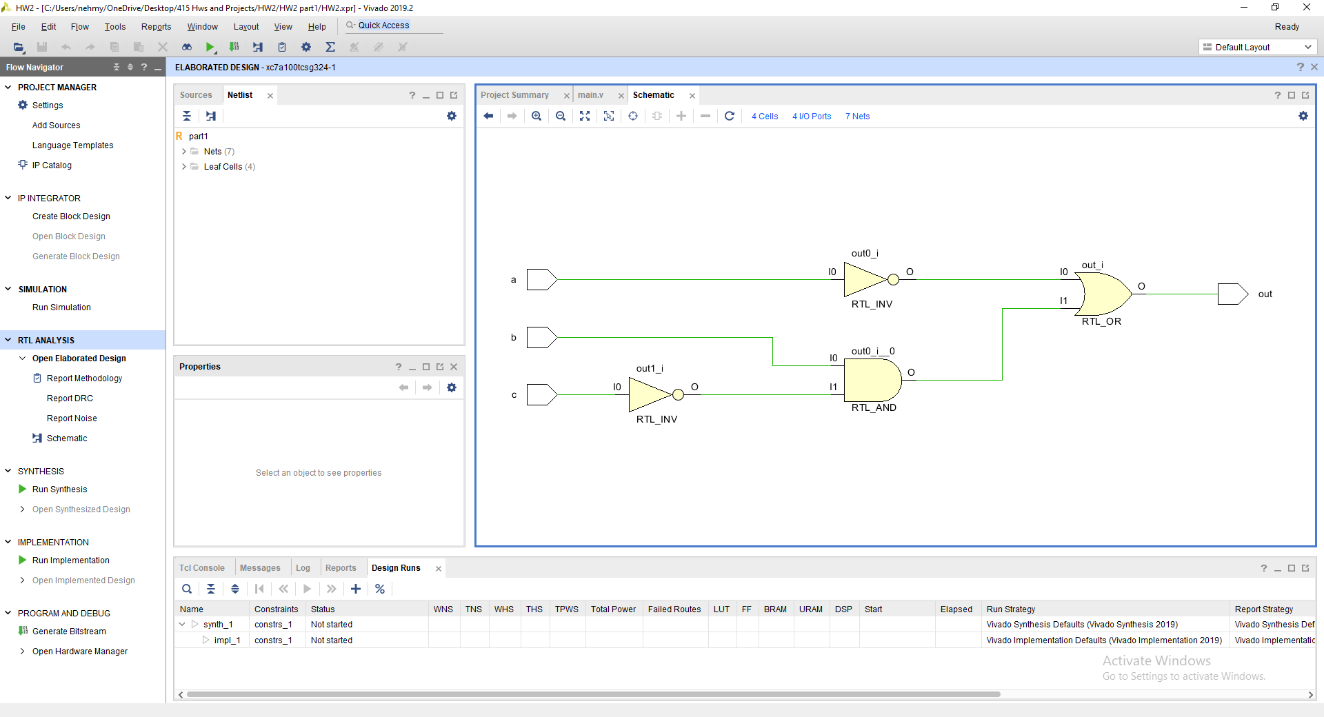 HW2 - [C:/Users/nehmy/OneDrive/Desktop/415 Hws and Projects/HW2/HW2 part1/HW2.xpr] - Vivado 2019.2
File Edit Flow Tools Reports Window Layout View Help Quick Access Ready
Default Layout
Flow Navigator
PROJECT MANAGER
Settings
Add Sources
Language Templates
IP Catalog
IP INTEGRATOR
Create Block Design
Open Block Design
Generate Block Design
SIMULATION
Run Simulation
RTL ANALYSIS
Open Elaborated Design
Report Methodology
Report DRC
Report Noise
Schematic
SYNTHESIS
Run Synthesis
Open Synthesized Design
IMPLEMENTATION
Run Implementation
Open Implemented Design
PROGRAM AND DEBUG
Generate Bitstream
Open Hardware Manager
ELABORATED DESIGN - xc7a100tcsg324-1
Sources Netlist
part1
Nets (7)
Leaf Cells (4)
Properties
Select an object to see properties
Project Summary main.v Schematic
4 Cells 4 I/O Ports 7 Nets
out0_i
a I0 O
RTL_INV
out_i
I0
I1 O out
RTL_OR
b
out0_i__0
I0
I1 O
RTL_AND
out1_i
c I0 O
RTL_INV
Tcl Console Messages Log Reports Design Runs
Name Constraints Status WNS TNS WHS THS TPWS Total Power Failed Routes LUT FF BRAM URAM DSP Start Elapsed Run Strategy Report Strategy
synth_1 constrs_1 Not started Vivado Synthesis Defaults (Vivado Synthesis 2019) Vivado Synthesis Def
impl_1 constrs_1 Not started Vivado Implementation Defaults (Vivado Implementation 2019) Vivado Implementatic
Activate Windows
Go to Settings to activate Windows.